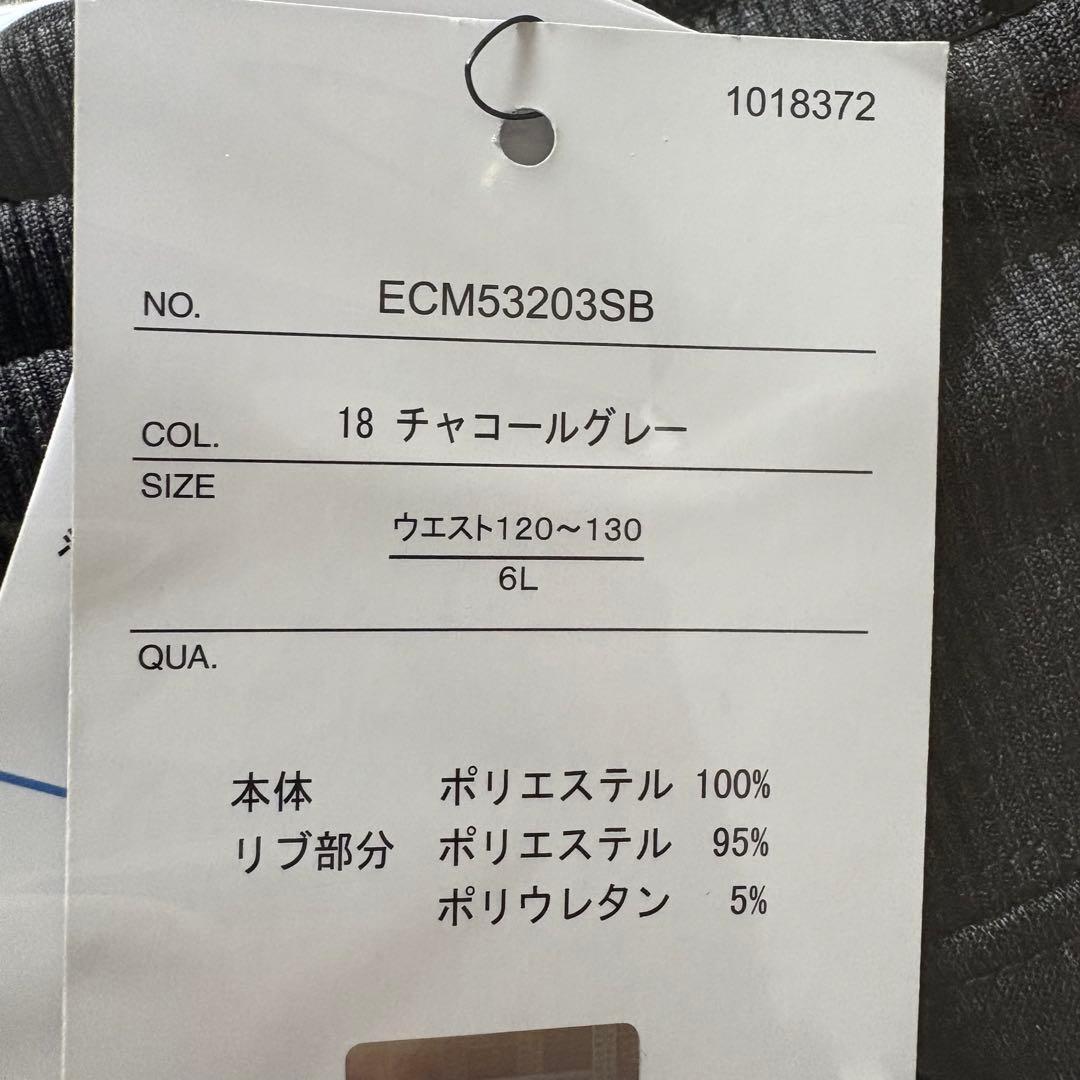 1018372
NO. ECM53203SB
COL. 18 チャコールグレー
SIZE
ウエスト120～130
6L
QUA.
本体 ポリエステル 100%
リブ部分 ポリエステル 95%
ポリウレタン 5%